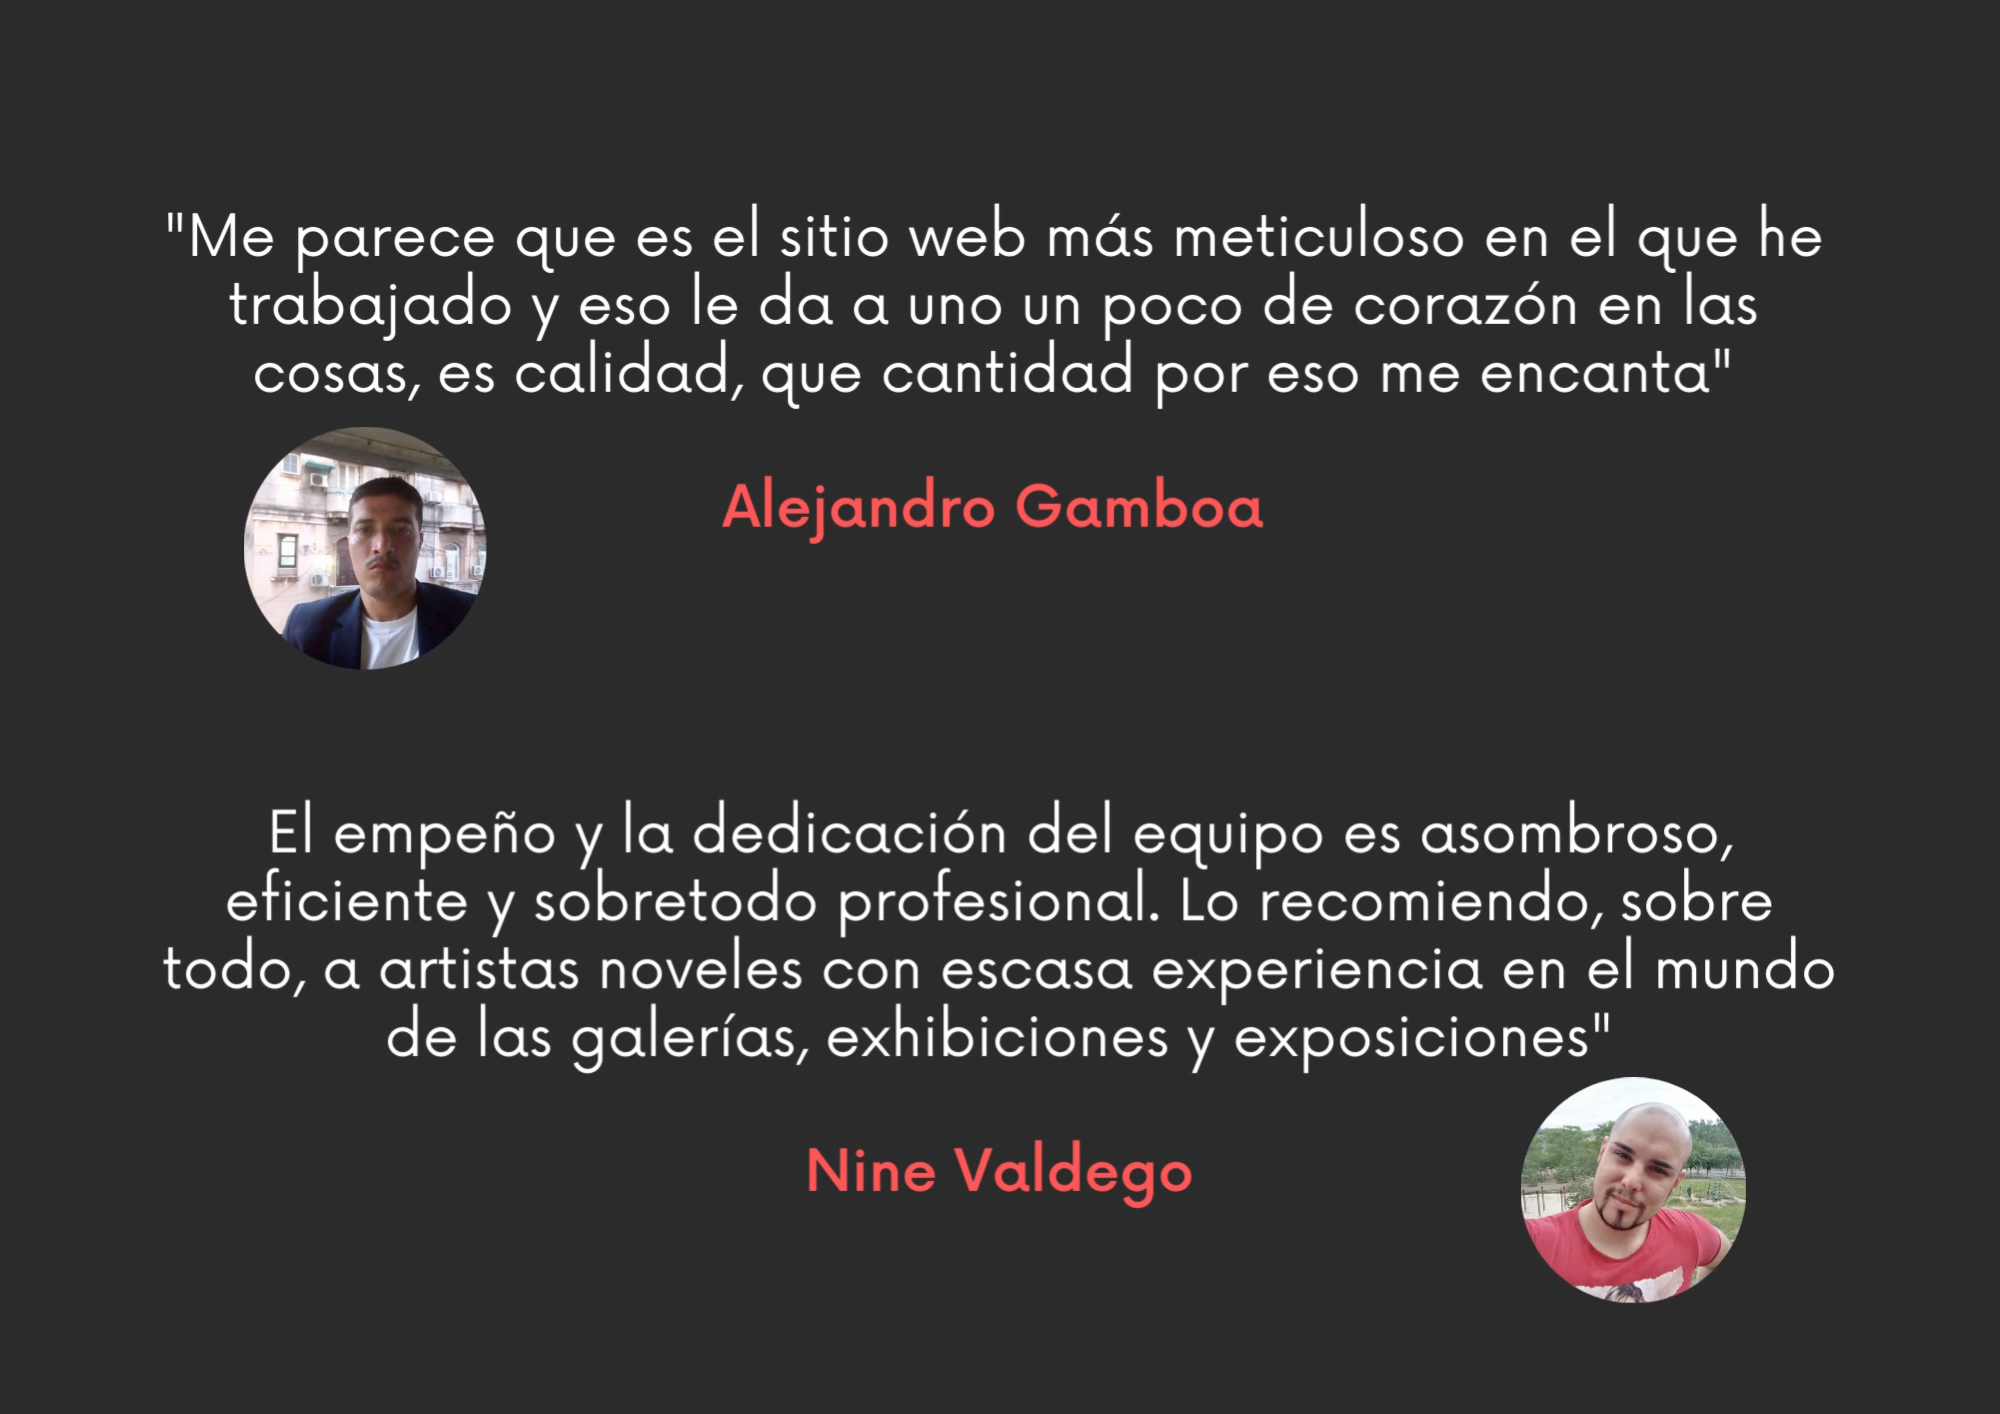 "Me parece que es el sitio web más meticuloso en el que he
trabajado y eso le da a uno un poco de corazón en las
cosas, es calidad, que cantidad por eso me encanta"
Alejandro Gamboa
El empeño y la dedicación del equipo es asombroso,
eficiente y sobretodo profesional. Lo recomiendo, sobre
todo, a artistas noveles con escasa experiencia en el mundo
de las galerías, exhibiciones y exposiciones"
Nine Valdego